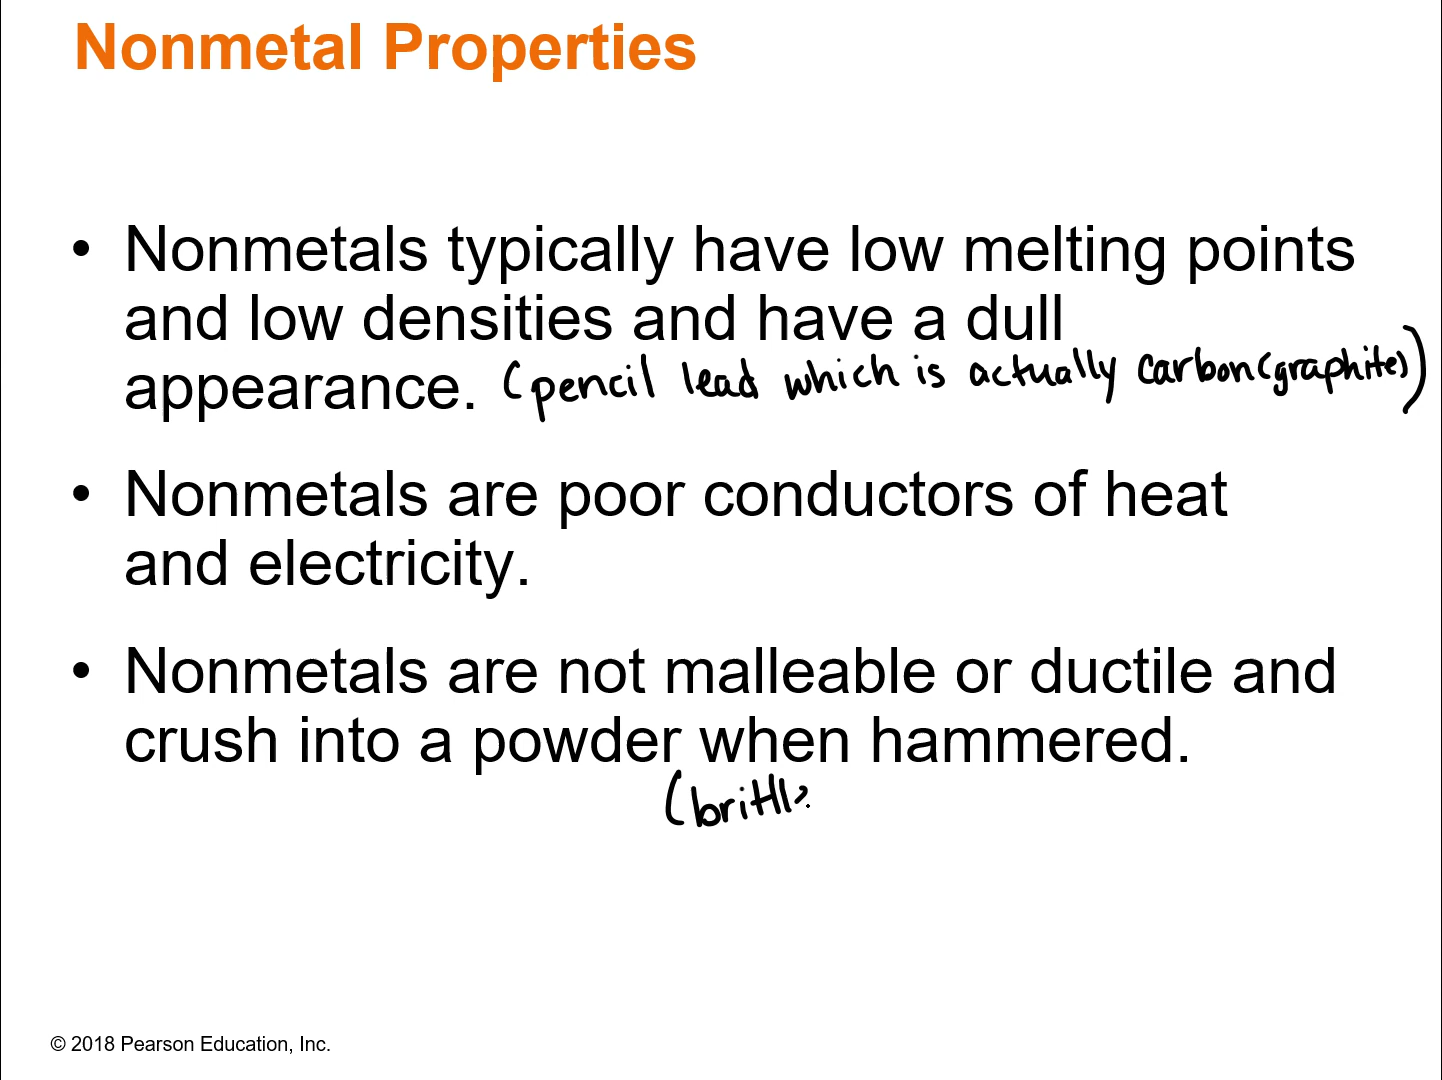 Nonmetal Properties
• Nonmetals typically have low melting points
and low densities and have a dull
appearance. (pencil lead which is actually carbon (graphite))
• Nonmetals are poor conductors of heat
and electricity.
• Nonmetals are not malleable or ductile and
crush into a powder when hammered.
(brittl
© 2018 Pearson Education, Inc.